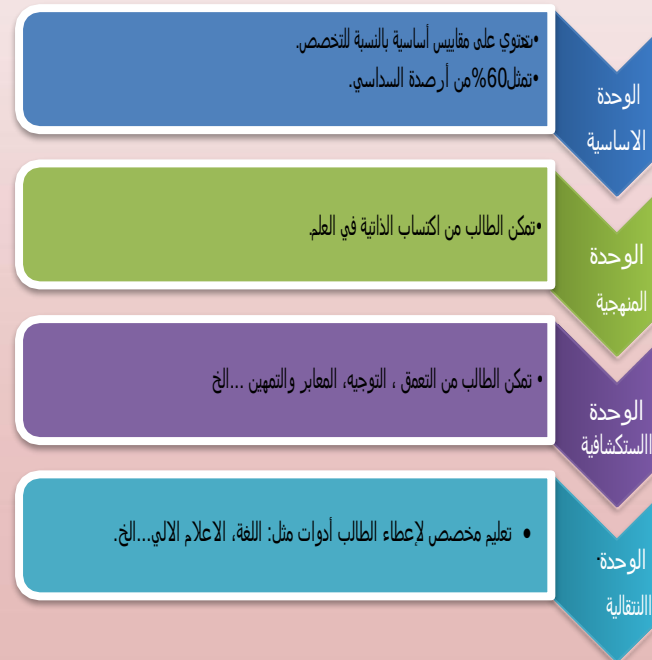 الوحدة
الاساسية
•تحتوي على مقاييس أساسية بالنسبة للتخصص.
•تمثل60%من أرصدة السداسي.
الوحدة
المنهجية
•تمكن الطالب من اكتساب الذاتية في العلم.
الوحدة
االستكشافية
• تمكن الطالب من التعمق ، التوجيه، المعابر والتمهين ...الخ
الوحدة
االنتقالية
• تعليم مخصص لإعطاء الطالب أدوات مثل: اللغة، الاعلام الالي...الخ.